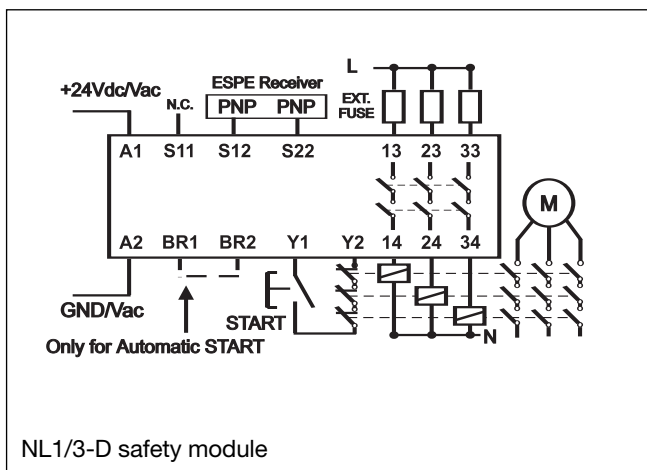 L
+24Vdc/Vac
ESPE Receiver
N.C.
PNP PNP
EXT.
FUSE
A1 S11 S12 S22 13 23 33
M
A2 BR1 BR2 Y1 Y2 14 24 34
GND/Vac
START
N
Only for Automatic START
NL1/3-D safety module